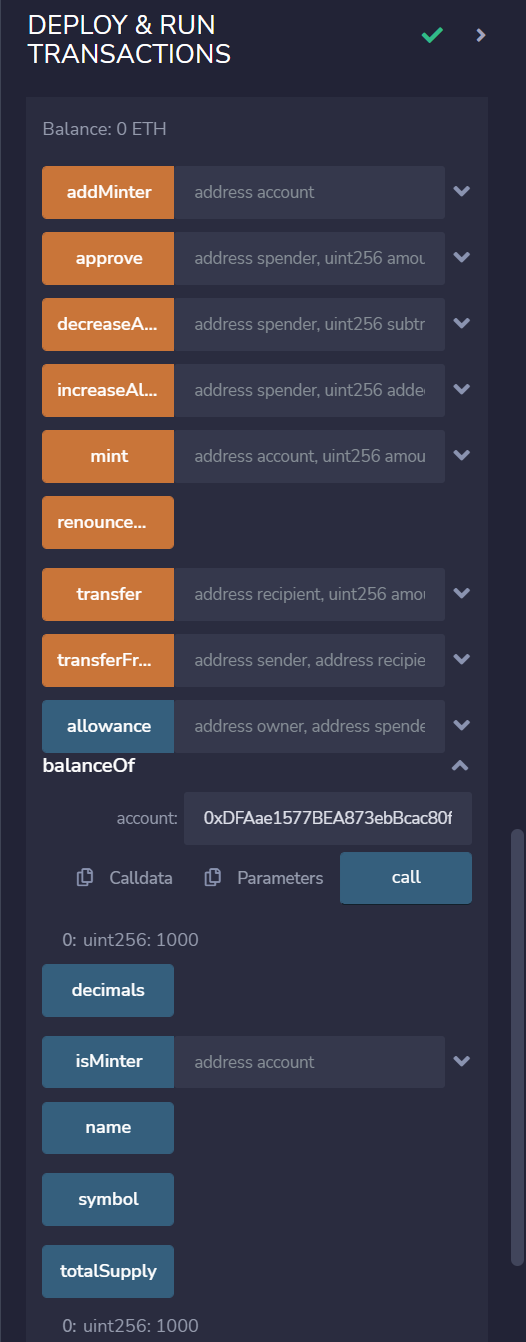 DEPLOY & RUN
TRANSACTIONS
Balance: 0 ETH
addMinter address account
approve address spender, uint256 amou
decreaseA... address spender, uint256 subtr
increaseAl... address spender, uint256 added
mint address account, uint256 amou
renounce...
transfer address recipient, uint256 amou
transferFr... address sender, address recipie
allowance address owner, address spende
balanceOf
account: 0xDFAae1577BEA873ebBcac80f
Calldata Parameters call
0: uint256: 1000
decimals
isMinter address account
name
symbol
totalSupply
0: uint256: 1000